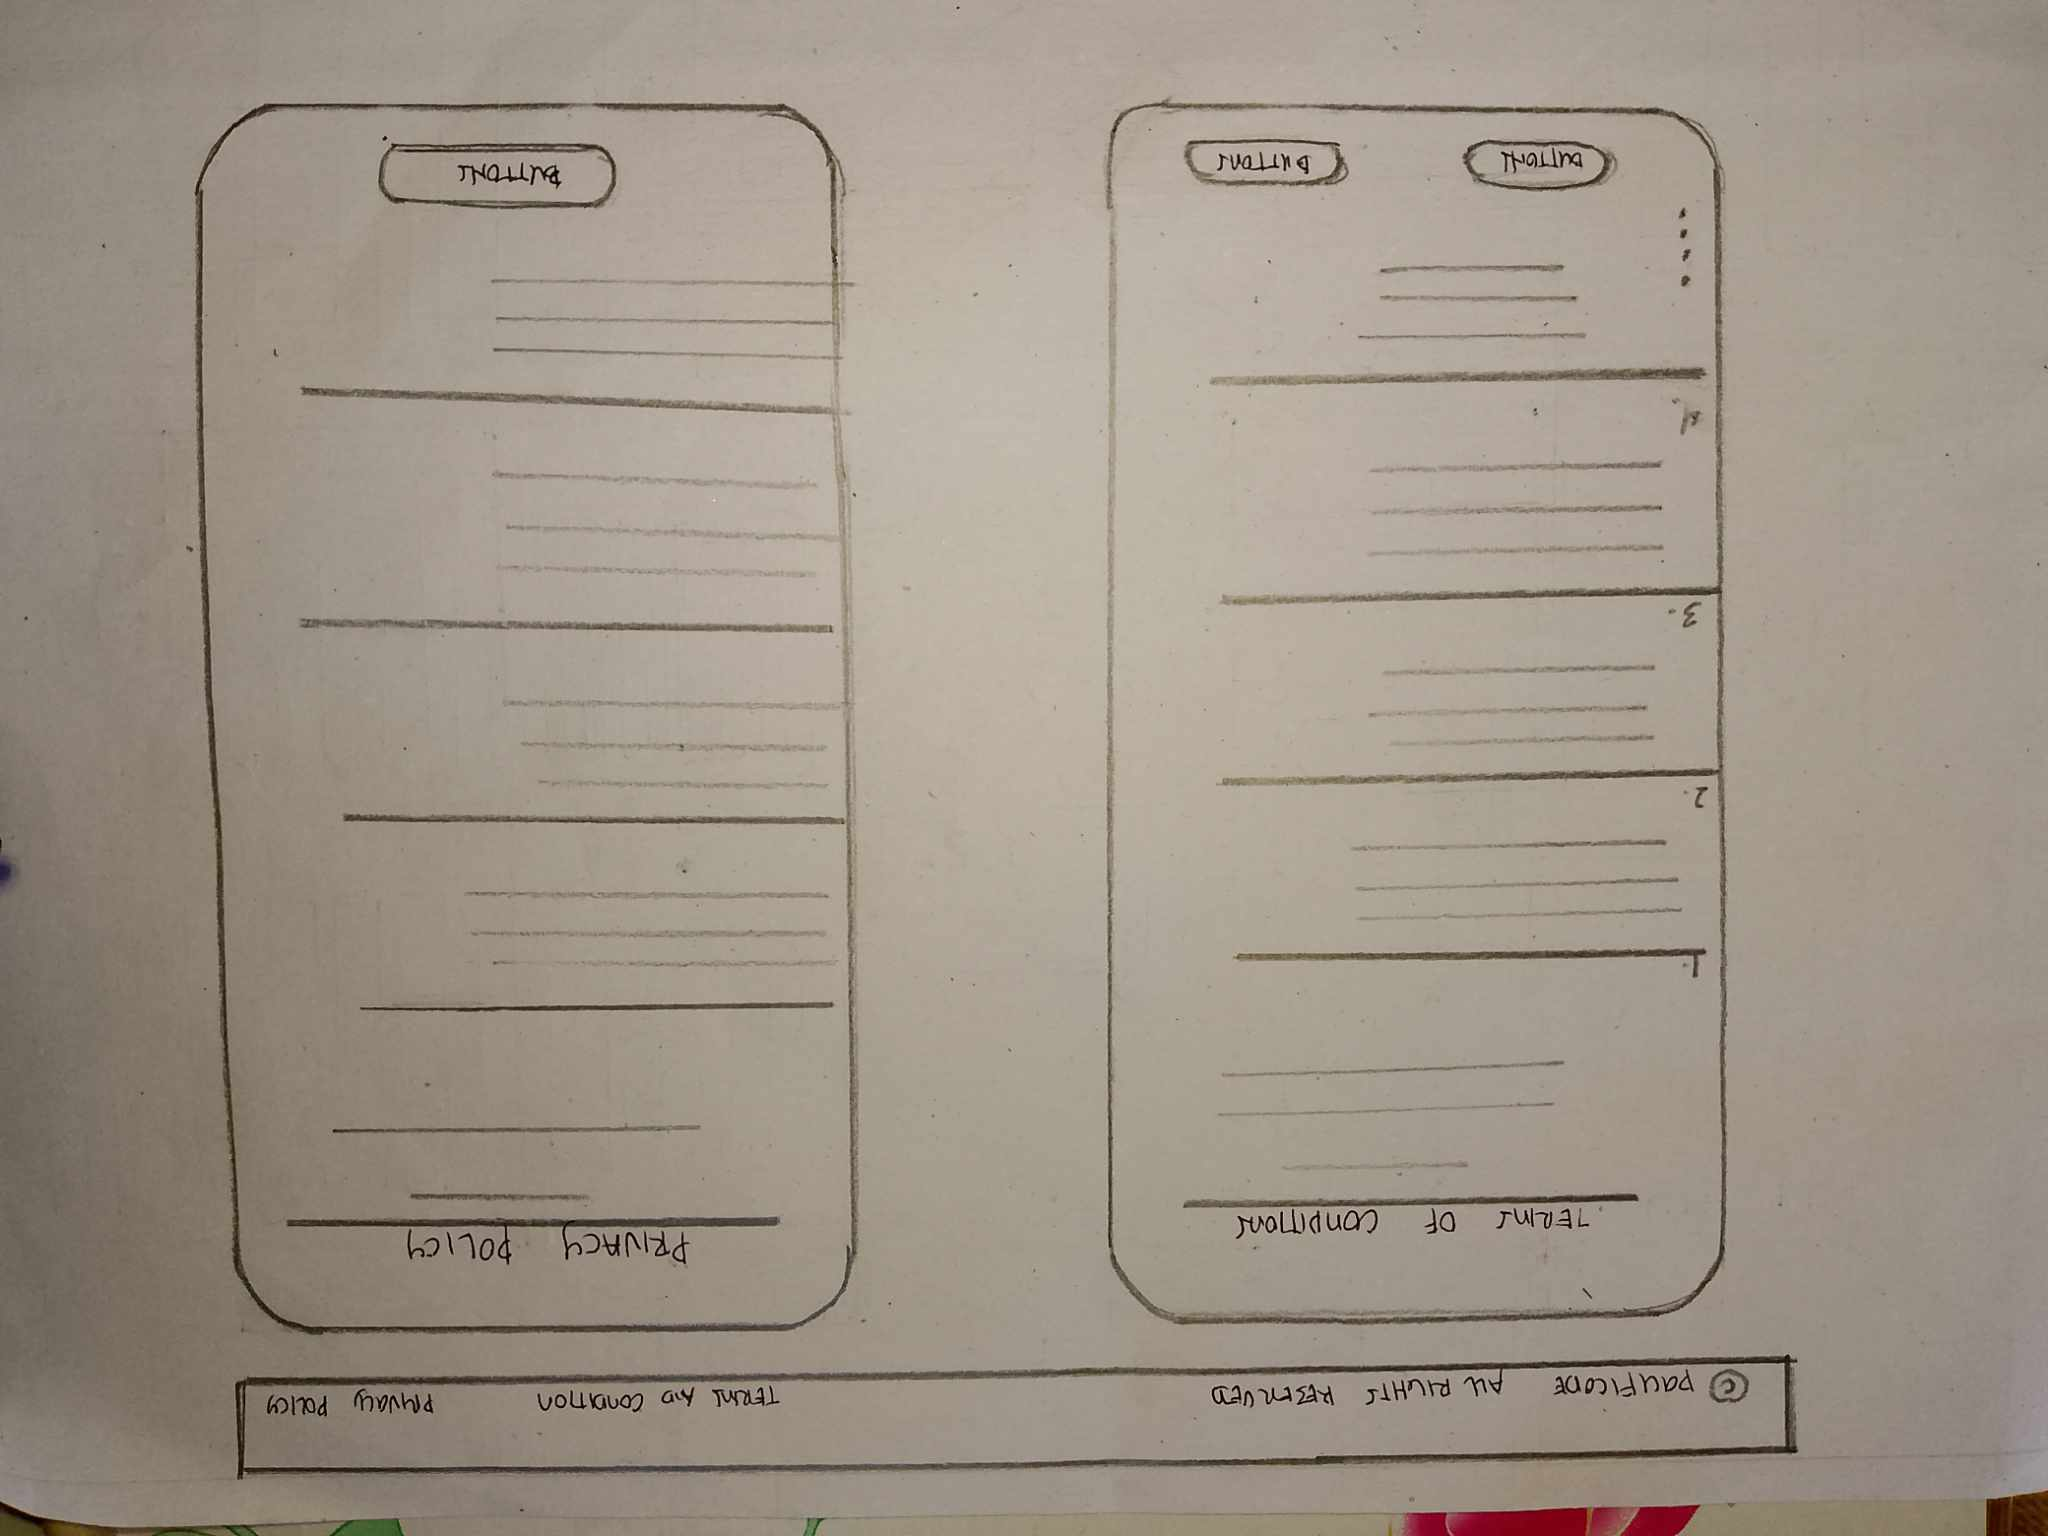 © ALL RIGHTS RESERVED TERMS AND CONDITION PRIVACY POLICY
TERMS OF CONDITIONS
1.
2.
3.
4.
BUTTONS BUTTONS
PRIVACY POLICY
BUTTONS